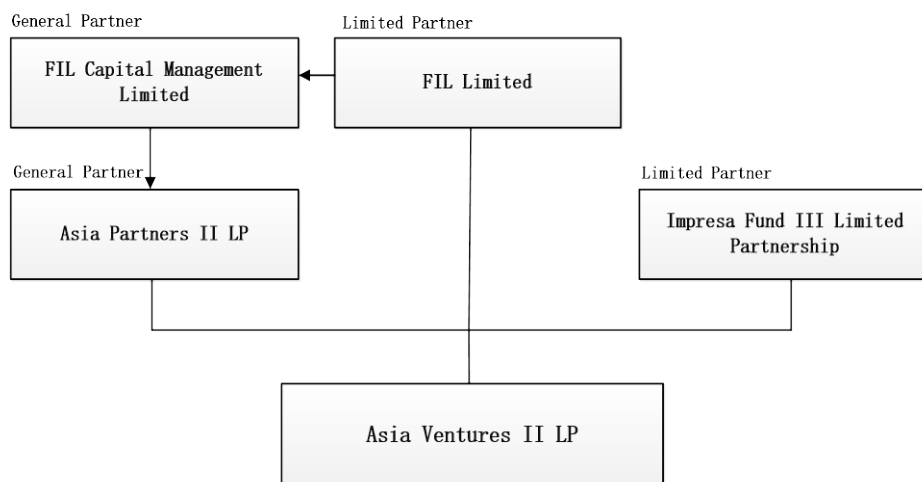 General Partner
Limited Partner
FIL Capital Management
Limited
FIL Limited
General Partner
Limited Partner
Asia Partners II LP
Impresa Fund III Limited
Partnership
Asia Ventures II LP